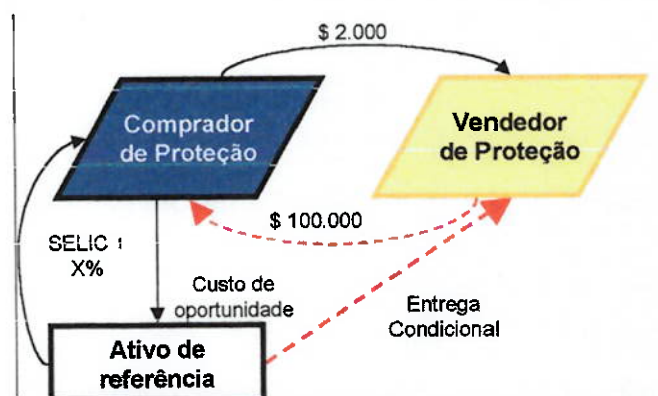 $ 2.000
Comprador
de Proteção
Vendedor
de Proteção
$ 100.000
SELIC
X%
Custo de
oportunidade
Entrega
Condicional
Ativo de
referência